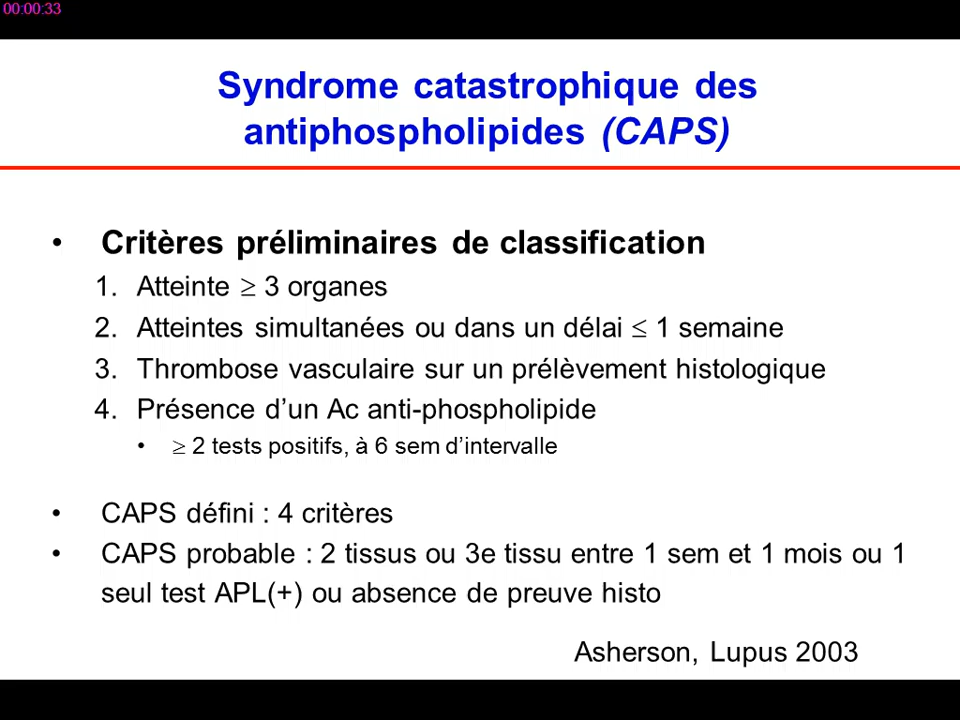 00:00:33
Syndrome catastrophique des
antiphospholipides (CAPS)
• Critères préliminaires de classification
1. Atteinte ≥ 3 organes
2. Atteintes simultanées ou dans un délai ≤ 1 semaine
3. Thrombose vasculaire sur un prélèvement histologique
4. Présence d’un Ac anti-phospholipide
• ≥ 2 tests positifs, à 6 sem d’intervalle
• CAPS défini : 4 critères
• CAPS probable : 2 tissus ou 3e tissu entre 1 sem et 1 mois ou 1
seul test APL(+) ou absence de preuve histo
Asherson, Lupus 2003